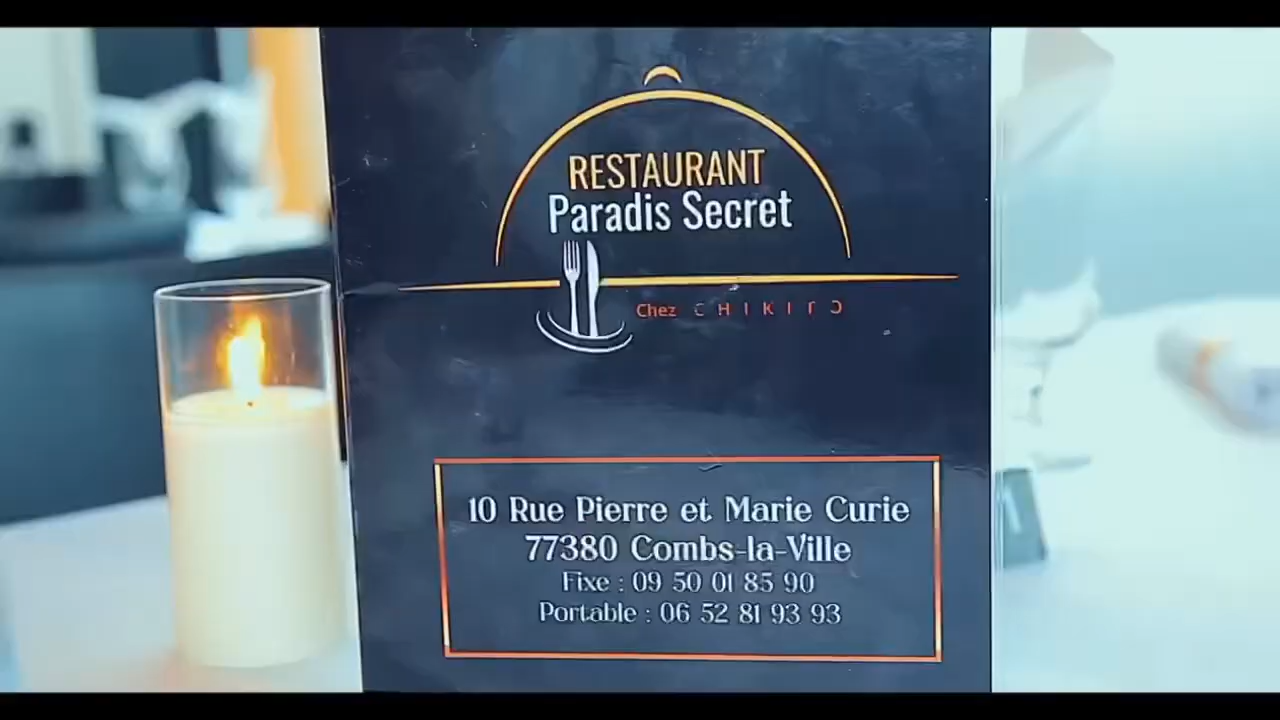 RESTAURANT
Paradis Secret
Chez CHIKITO
10 Rue Pierre et Marie Curie
77380 Combs-la-Ville
Fixe : 09 50 01 85 90
Portable : 06 52 81 93 93